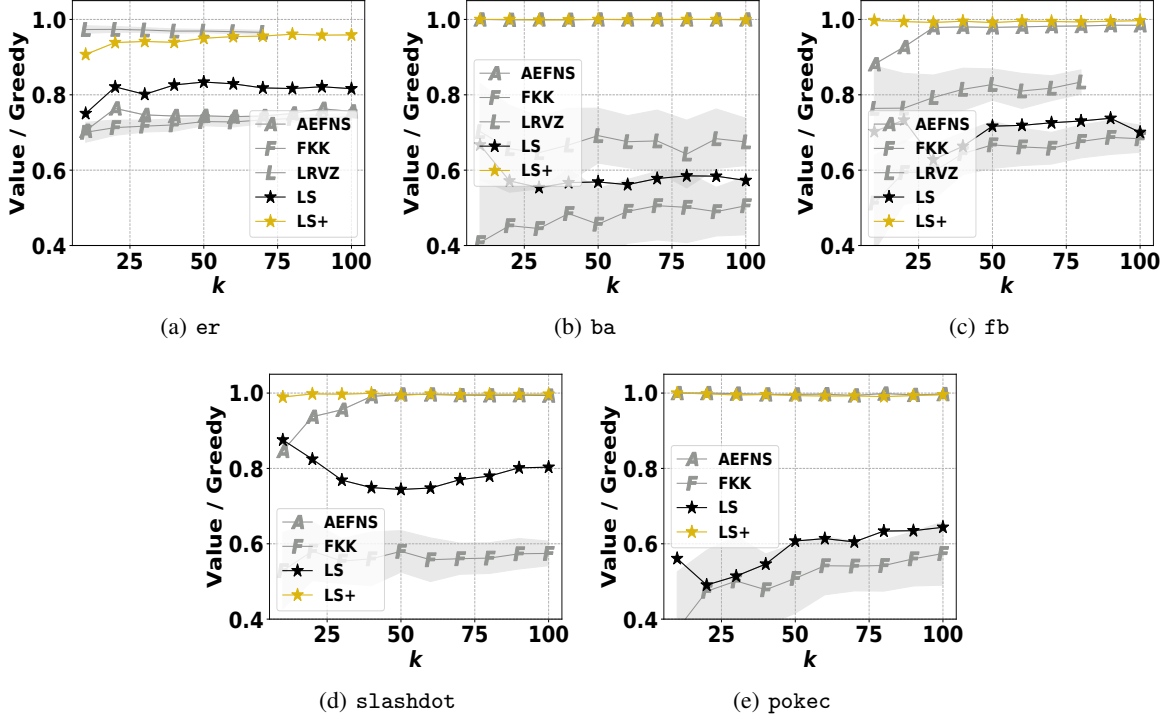 Value / Greedy
1.0
0.8
0.6
0.4
25
50
75
100
k
AEFNS
FKK
LRVZ
LS
LS+
(a) er
Value / Greedy
1.0
0.8
0.6
0.4
25
50
75
100
k
AEFNS
FKK
LRVZ
LS
LS+
(b) ba
Value / Greedy
1.0
0.8
0.6
0.4
25
50
75
100
k
AEFNS
FKK
LRVZ
LS
LS+
(c) fb
Value / Greedy
1.0
0.8
0.6
0.4
25
50
75
100
k
AEFNS
FKK
LS
LS+
(d) slashdot
Value / Greedy
1.0
0.8
0.6
0.4
25
50
75
100
k
AEFNS
FKK
LS
LS+
(e) pokec